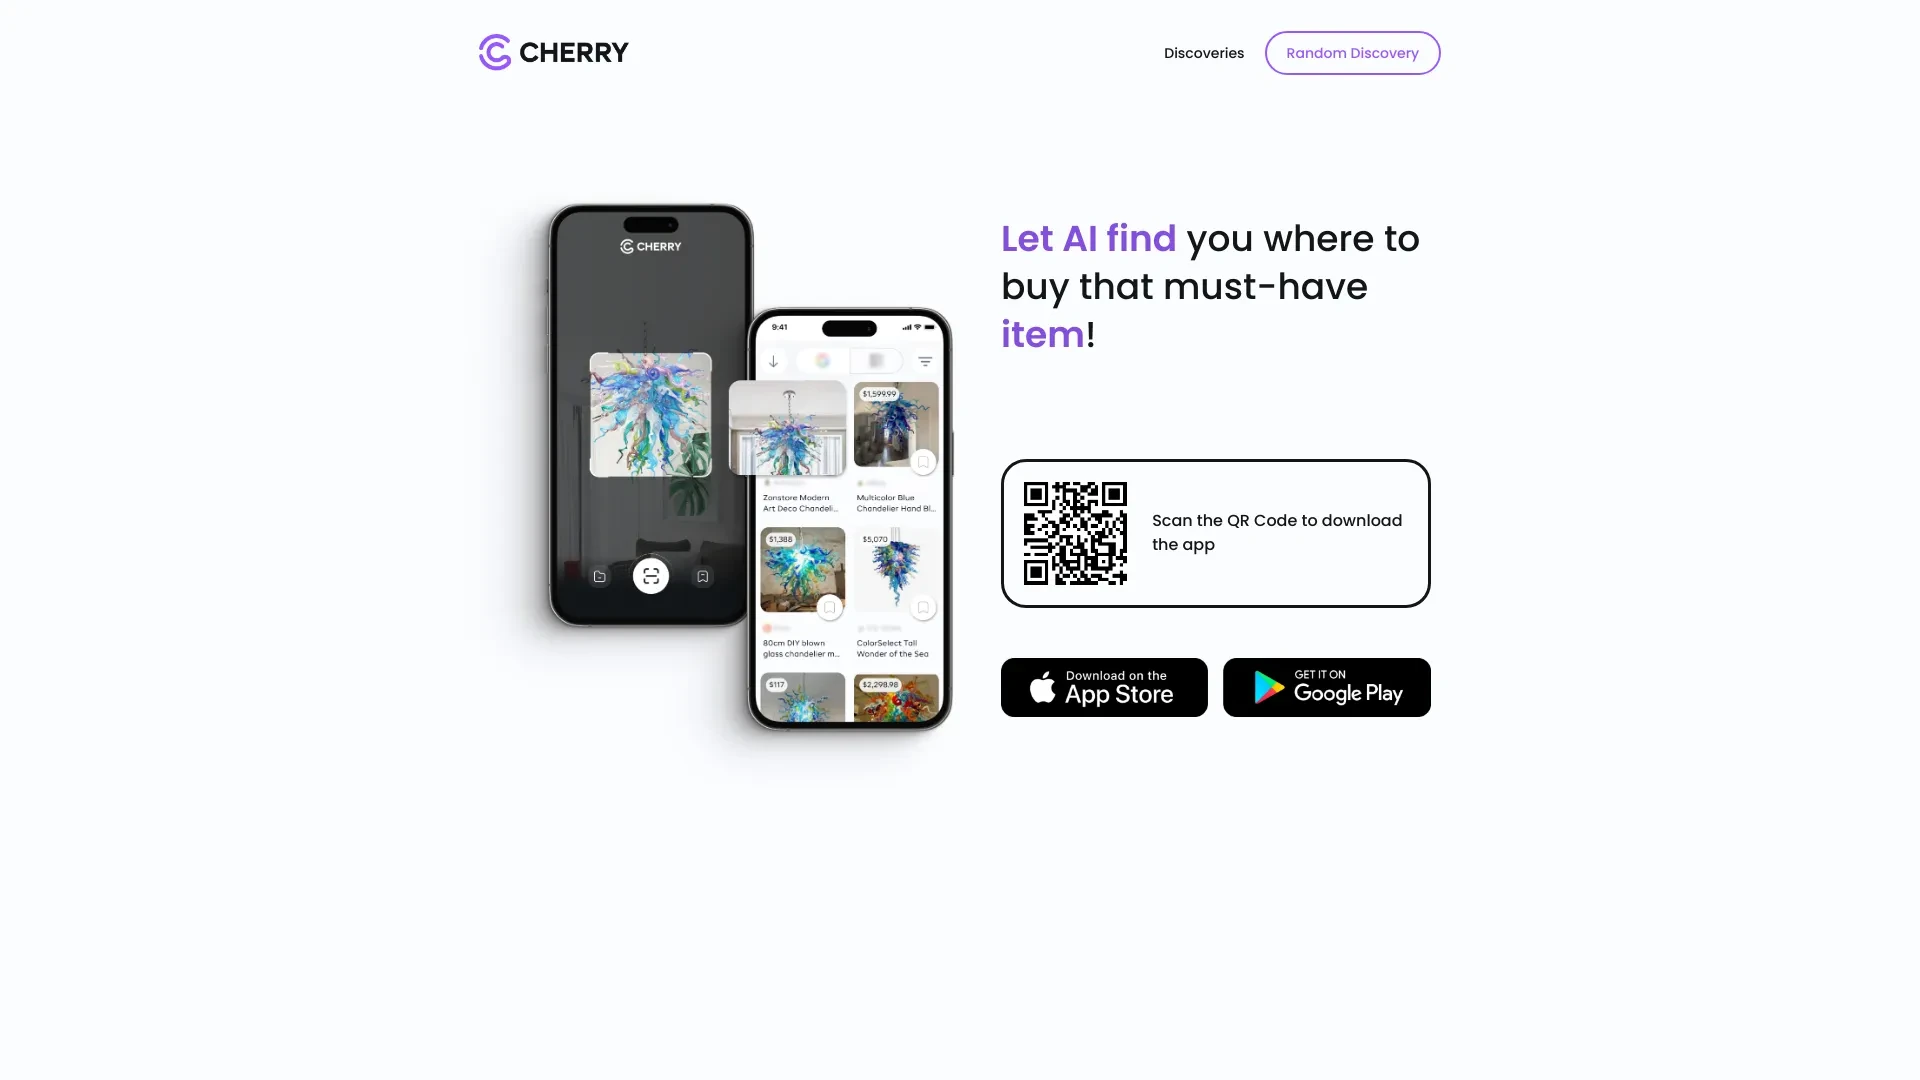 CHERRY
Discoveries
Random Discovery
CHERRY
9:41
$1,599.99
Zonstore Modern
Art Deco Chandeli...
Multicolor Blue
Chandelier Hand Bl...
$1,388
$5,070
80cm DIY blown
glass chandelier m...
ColorSelect Tall
Wonder of the Sea
$117
$2,298.98
Let AI find you where to
buy that must-have
item!
Scan the QR Code to download
the app
Download on the
App Store
GET IT ON
Google Play